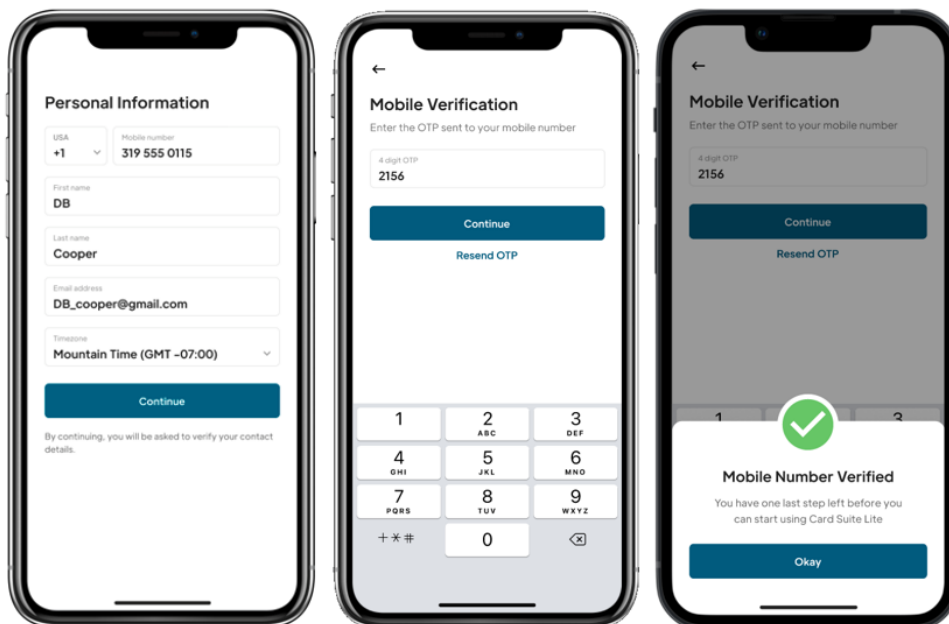 Personal Information
USA
+1
Mobile number
319 555 0115
First name
DB
Last name
Cooper
Email address
DB_cooper@gmail.com
Timezone
Mountain Time (GMT -07:00)
Continue
By continuing, you will be asked to verify your contact
details.
Mobile Verification
Enter the OTP sent to your mobile number
4 digit OTP
2156
Continue
Resend OTP
1
2
ABC
3
DEF
4
GHI
5
JKL
6
MNO
7
PQRS
8
TUV
9
WXYZ
+*#
0
Mobile Verification
Enter the OTP sent to your mobile number
4 digit OTP
2156
Continue
Resend OTP
1
3
Mobile Number Verified
You have one last step left before you
can start using Card Suite Lite
Okay